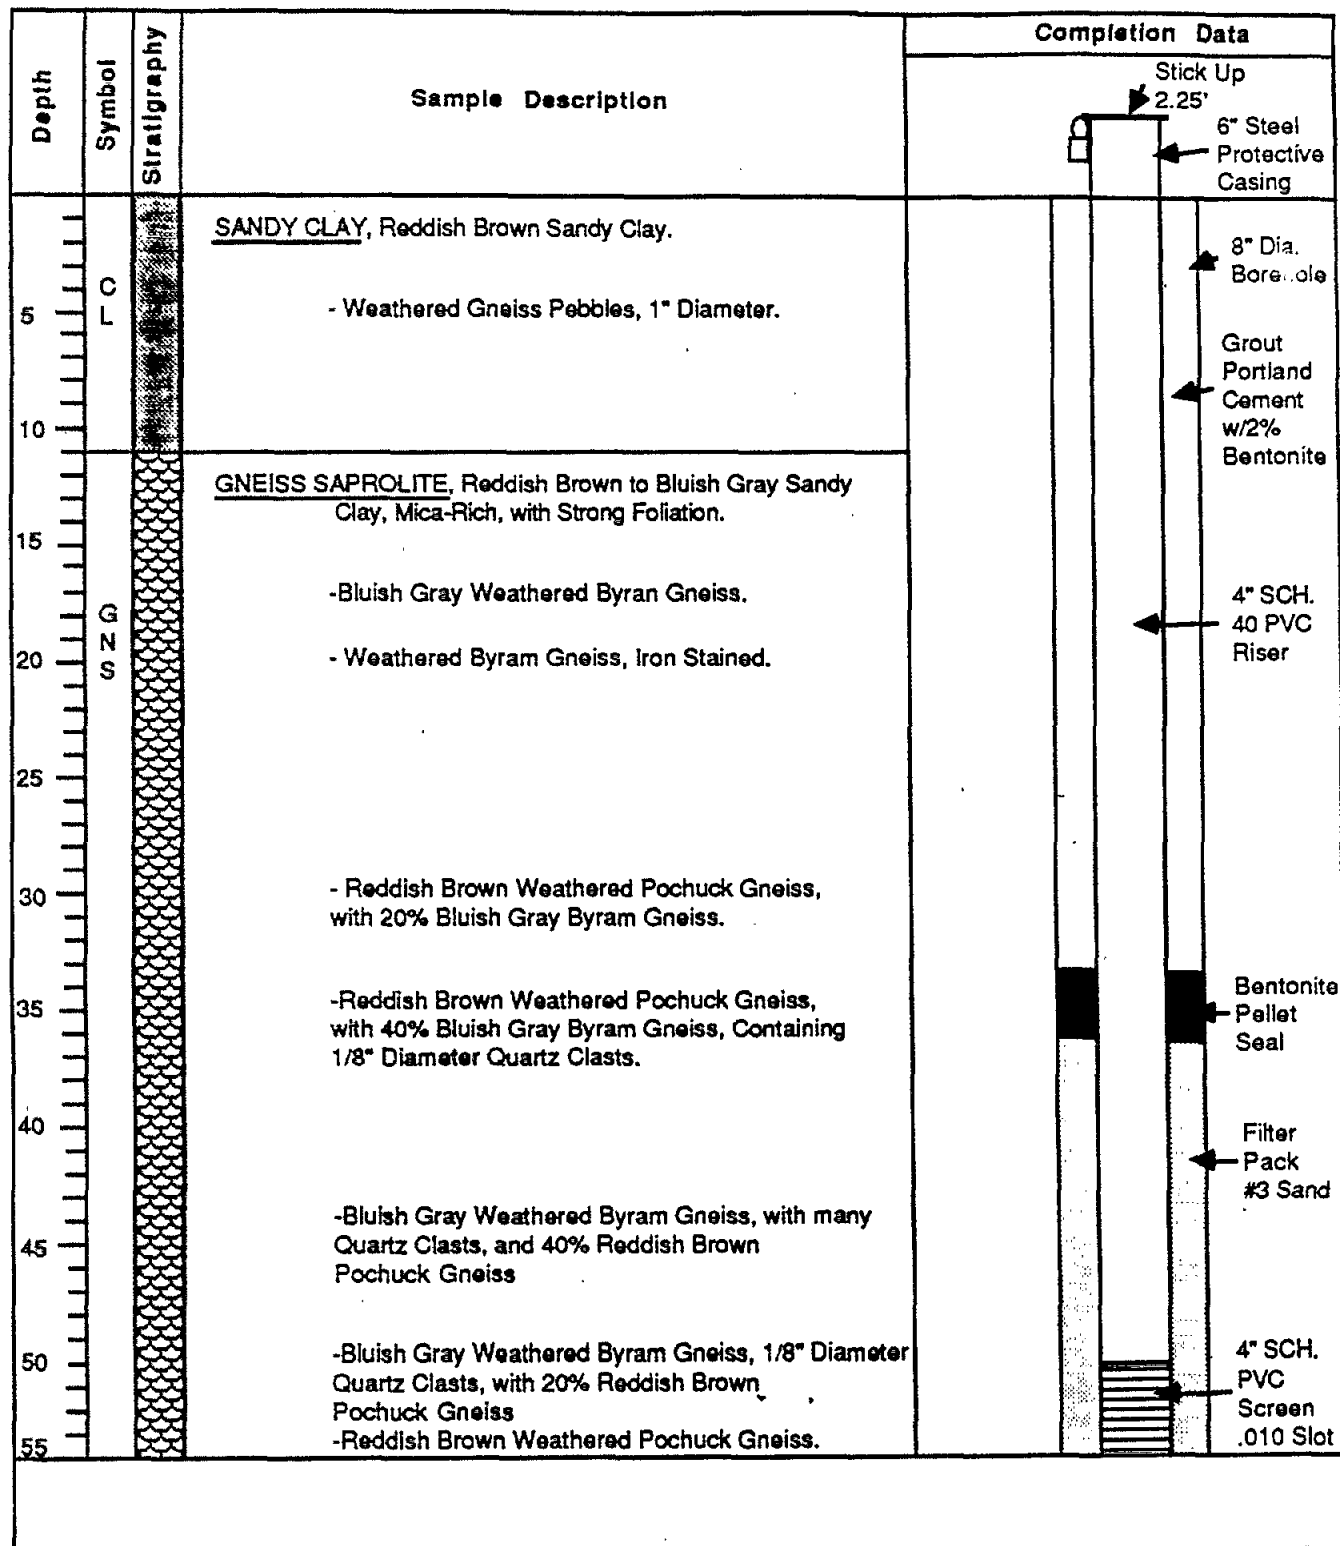 Depth
Symbol
Stratigraphy
Sample Description
Completion Data
Stick Up
2.25'
6" Steel
Protective
Casing
SANDY CLAY, Reddish Brown Sandy Clay.
8" Dia.
C
L
5
- Weathered Gneiss Pebbles, 1" Diameter.
Grout
Portland
Cement
w/2%
Bentonite
10
GNEISS SAPROLITE, Reddish Brown to Bluish Gray Sandy
Clay, Mica-Rich, with Strong Foliation.
15
-Bluish Gray Weathered Byran Gneiss.
4" SCH.
40 PVC
Riser
G
N
S
20
- Weathered Byram Gneiss, Iron Stained.
25
30
- Reddish Brown Weathered Pochuck Gneiss,
with 20% Bluish Gray Byram Gneiss.
35
-Reddish Brown Weathered Pochuck Gneiss,
with 40% Bluish Gray Byram Gneiss, Containing
1/8" Diameter Quartz Clasts.
Bentonite
Pellet
Seal
40
Filter
Pack
#3 Sand
45
-Bluish Gray Weathered Byram Gneiss, with many
Quartz Clasts, and 40% Reddish Brown
Pochuck Gneiss
50
-Bluish Gray Weathered Byram Gneiss, 1/8" Diameter
Quartz Clasts, with 20% Reddish Brown
Pochuck Gneiss
-Reddish Brown Weathered Pochuck Gneiss.
4" SCH.
PVC
Screen
.010 Slot
55